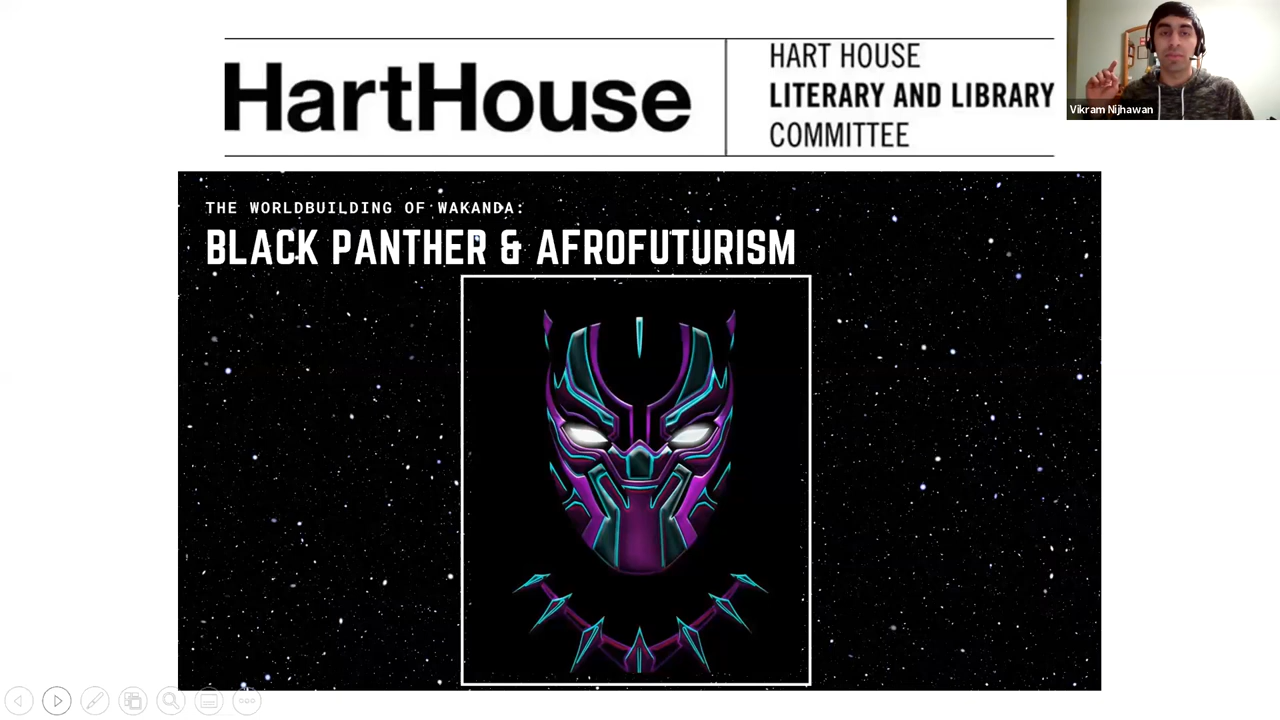 HartHouse
HART HOUSE
LITERARY AND LIBRARY
COMMITTEE
Vikram Nijhawan
THE WORLDBUILDING OF WAKANDA:
BLACK PANTHER & AFROFUTURISM